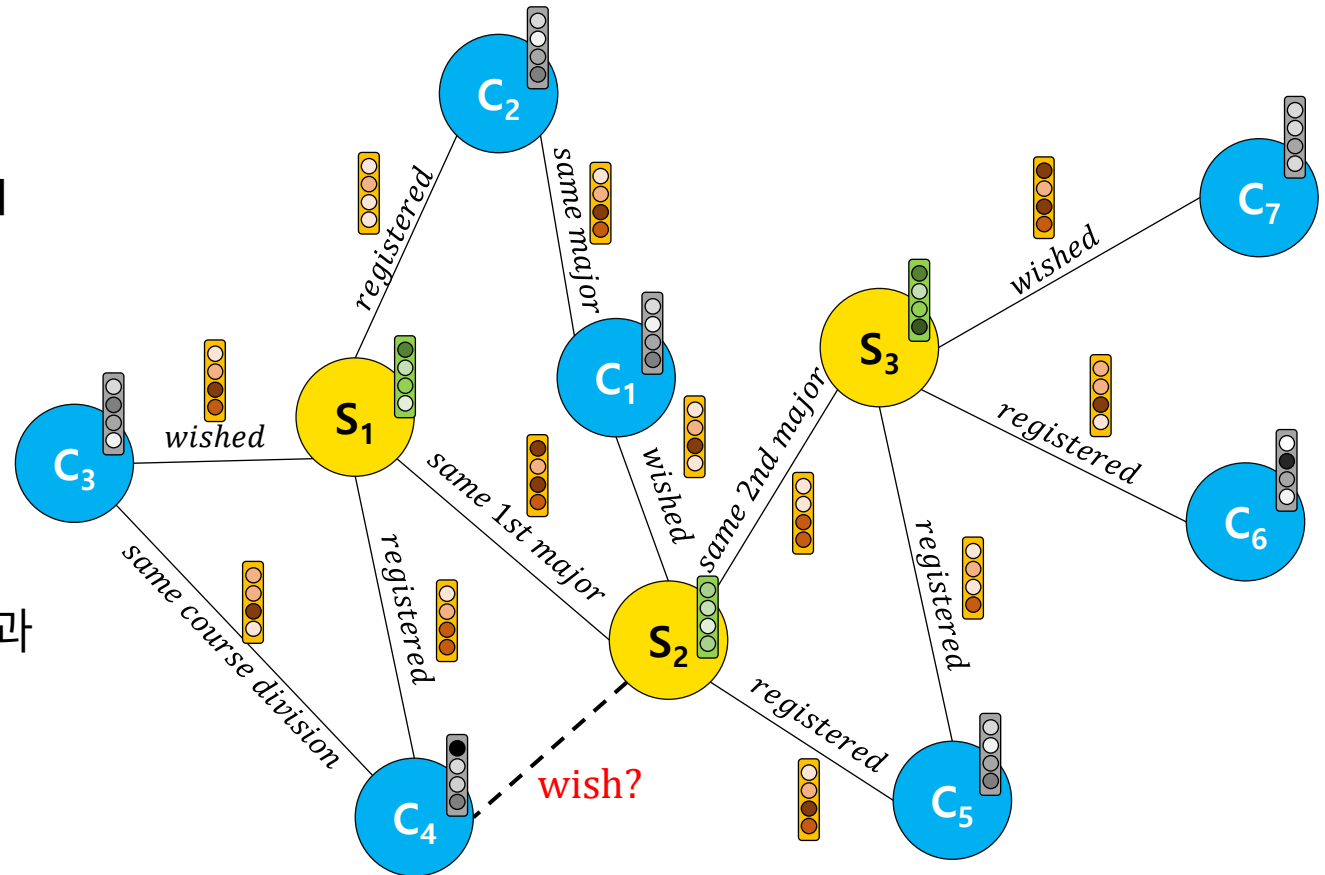 C2
registered
same major
C7
wished
S3
C1
S1
wished
C3
same 1st major
wished
same 2nd major
registered
C6
same course division
registered
S2
registered
과
registered
wish?
C4
C5